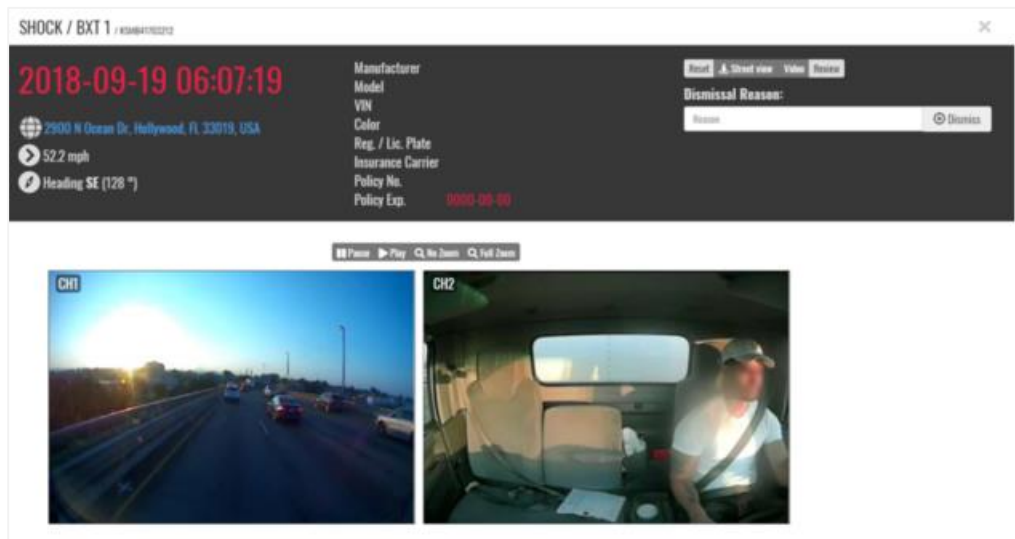 SHOCK / BXT 1
2018-09-19 06:07:19
2900 N Ocean Dr, Hollywood, FL 33019, USA
52.2 mph
Heading SE (128 °)
Manufacturer
Model
VIN
Color
Reg. / Lic. Plate
Insurance Carrier
Policy No.
Policy Exp. 0000-00-00
Reset Street view Video Review
Dismissal Reason:
Reason Dismiss
Pause Play No Zoom Full Zoom
CH1
CH2